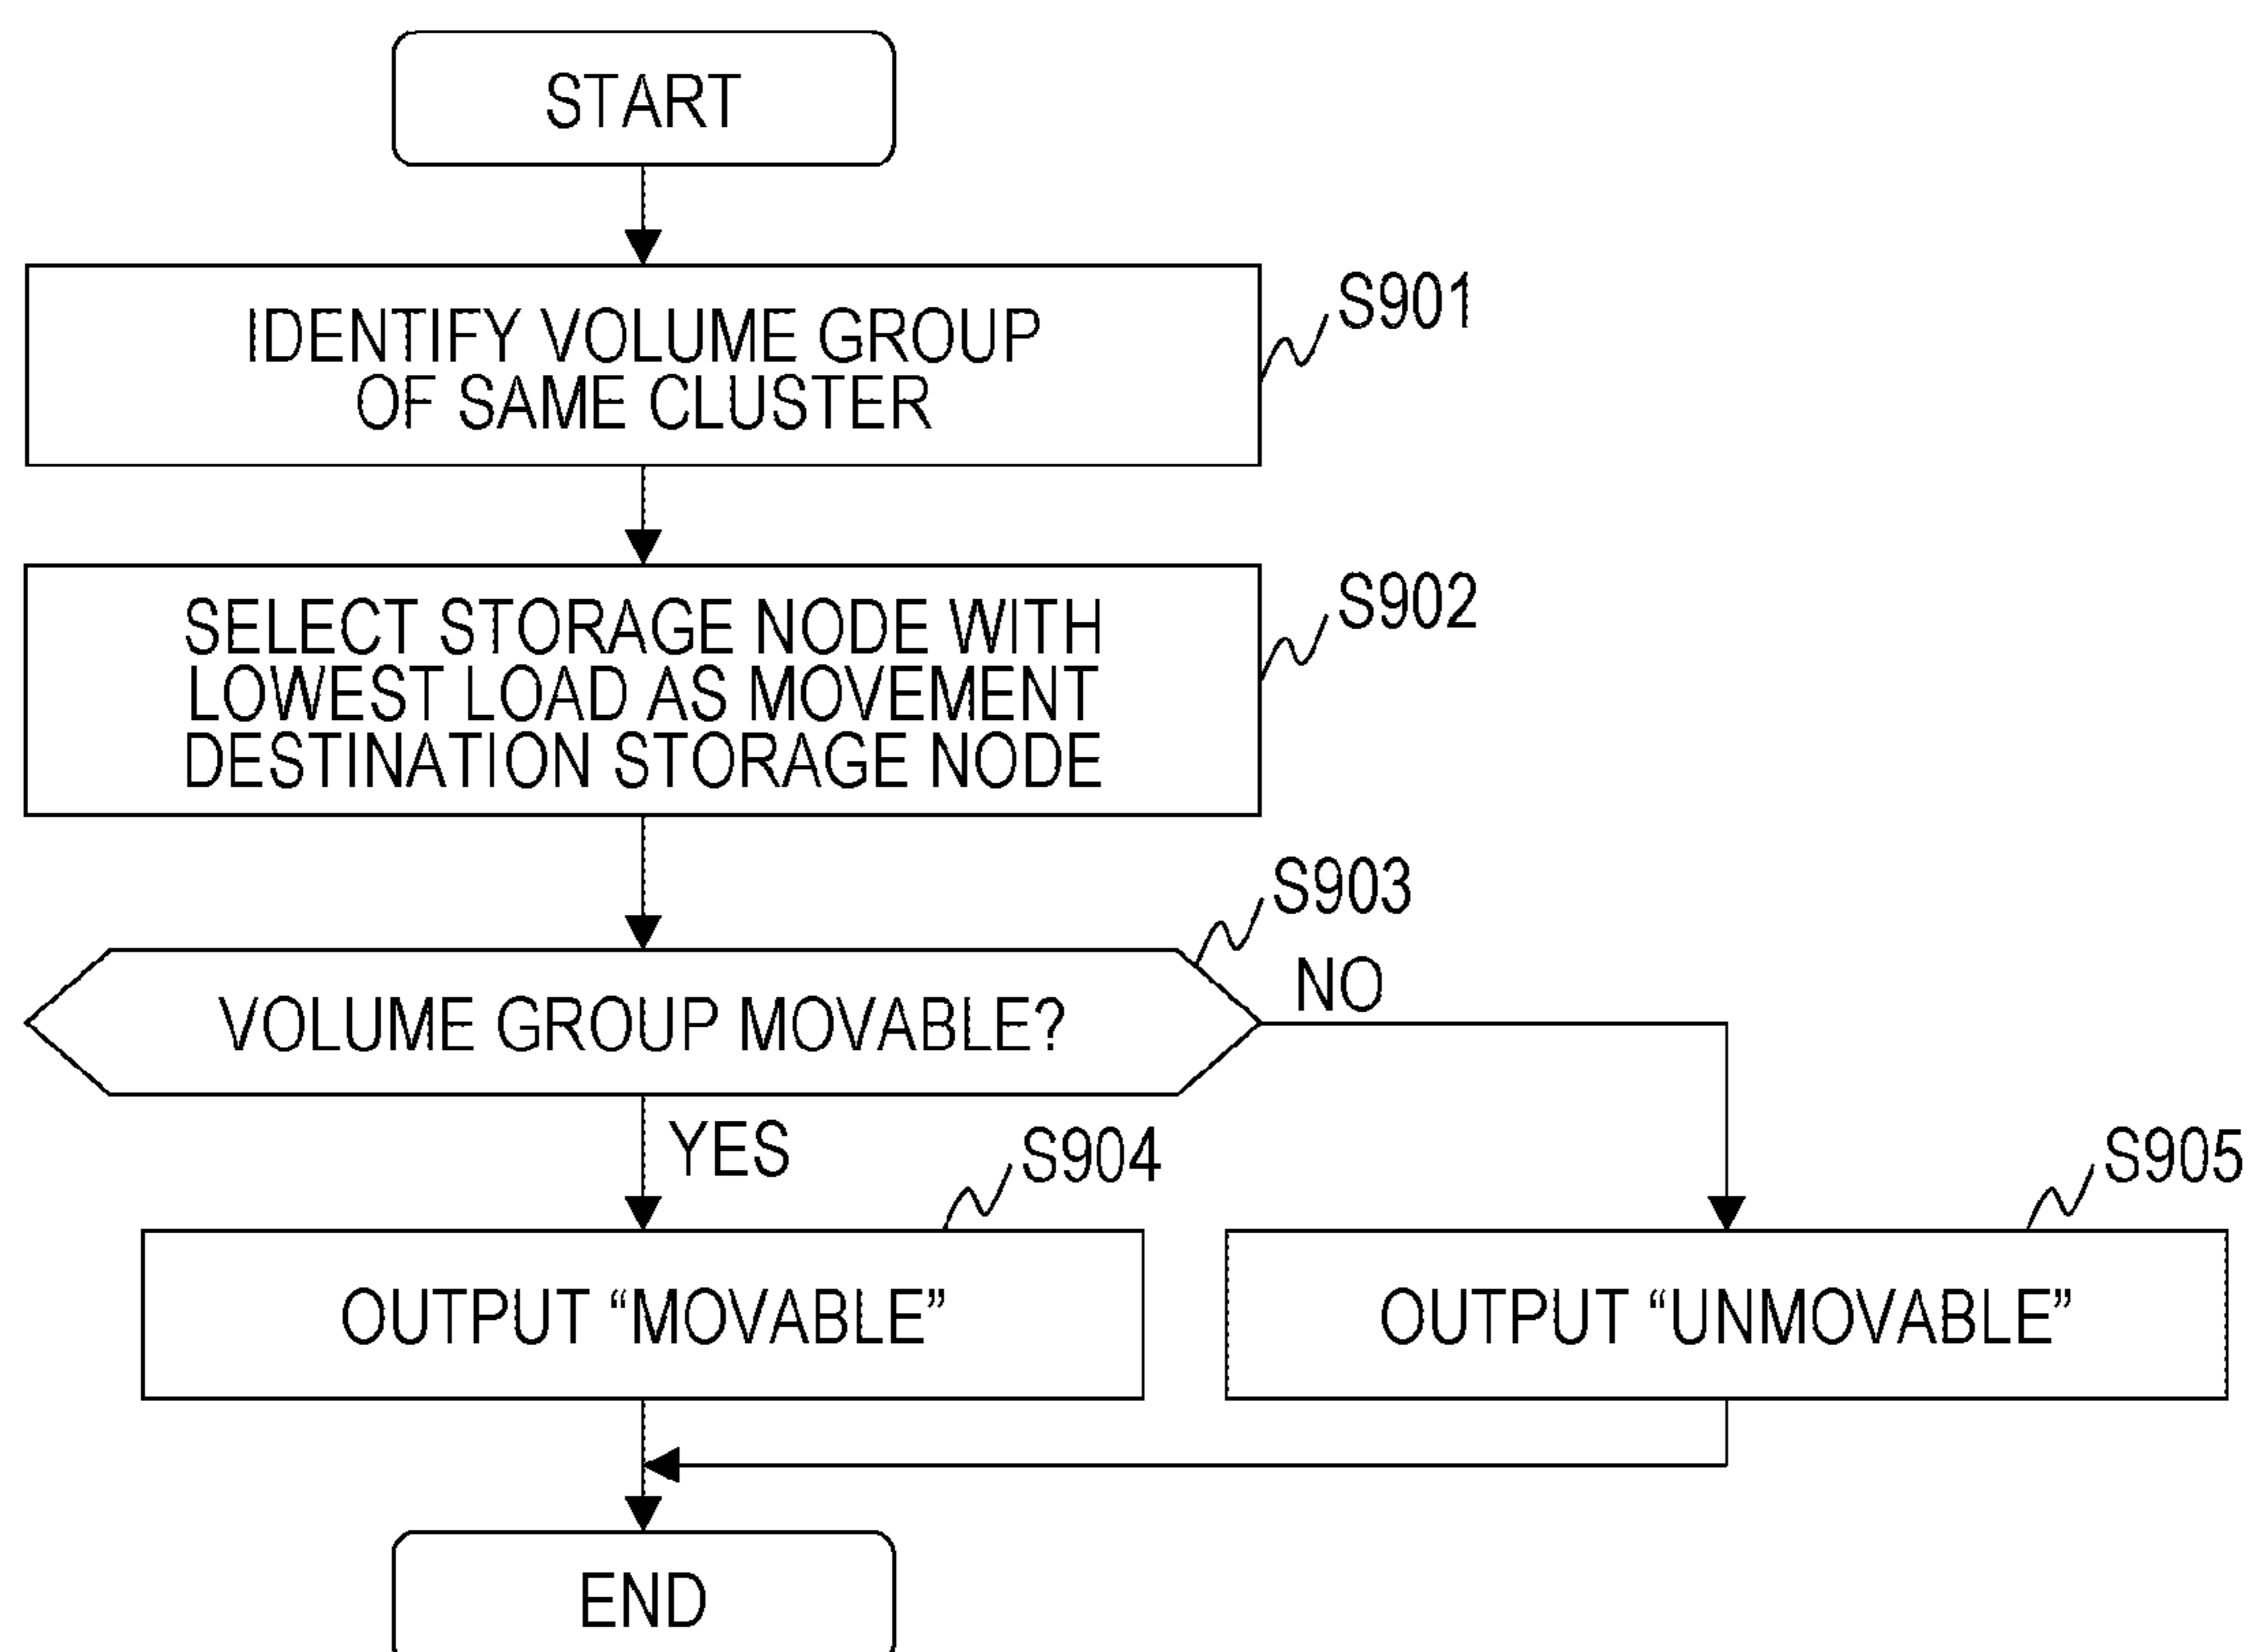 START
IDENTIFY VOLUME GROUP
OF SAME CLUSTER
S901
SELECT STORAGE NODE WITH
LOWEST LOAD AS MOVEMENT
DESTINATION STORAGE NODE
S902
S903
VOLUME GROUP MOVABLE?
NO
YES
S904
S905
OUTPUT “MOVABLE”
OUTPUT “UNMOVABLE”
END